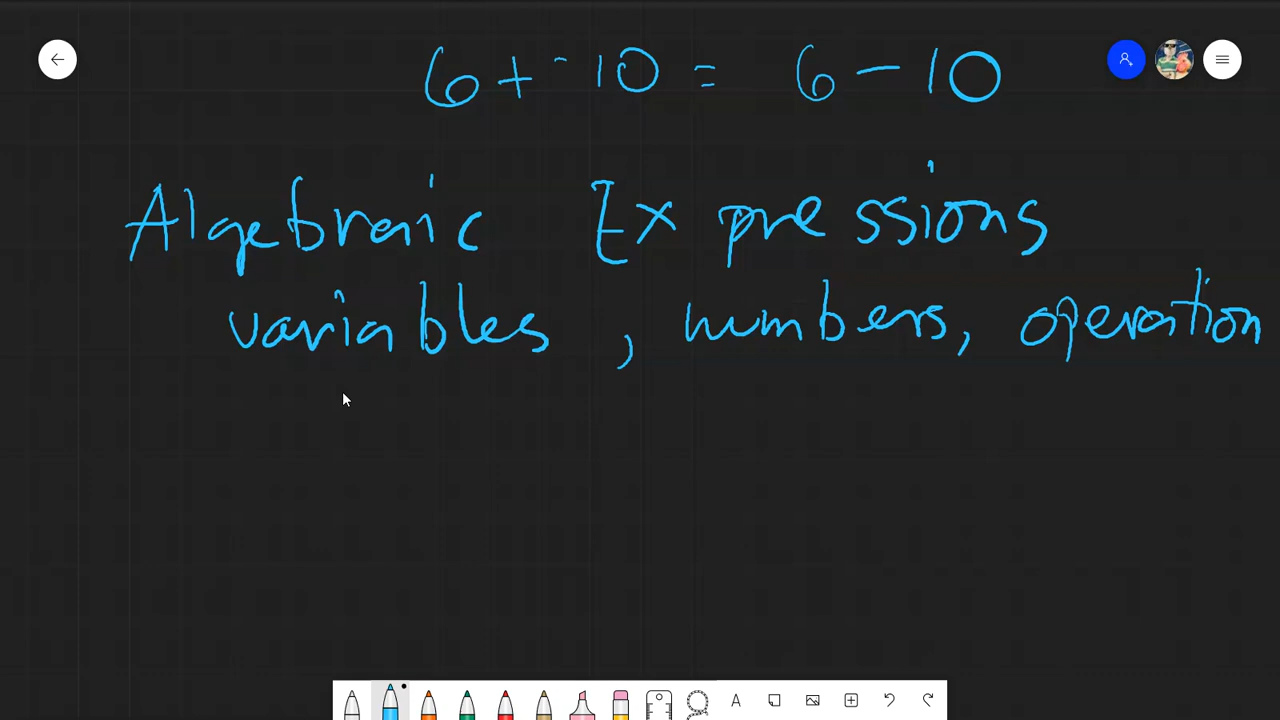 6 + -10 = 6 - 10
Algebraic Expressions
variables, numbers, operation
A